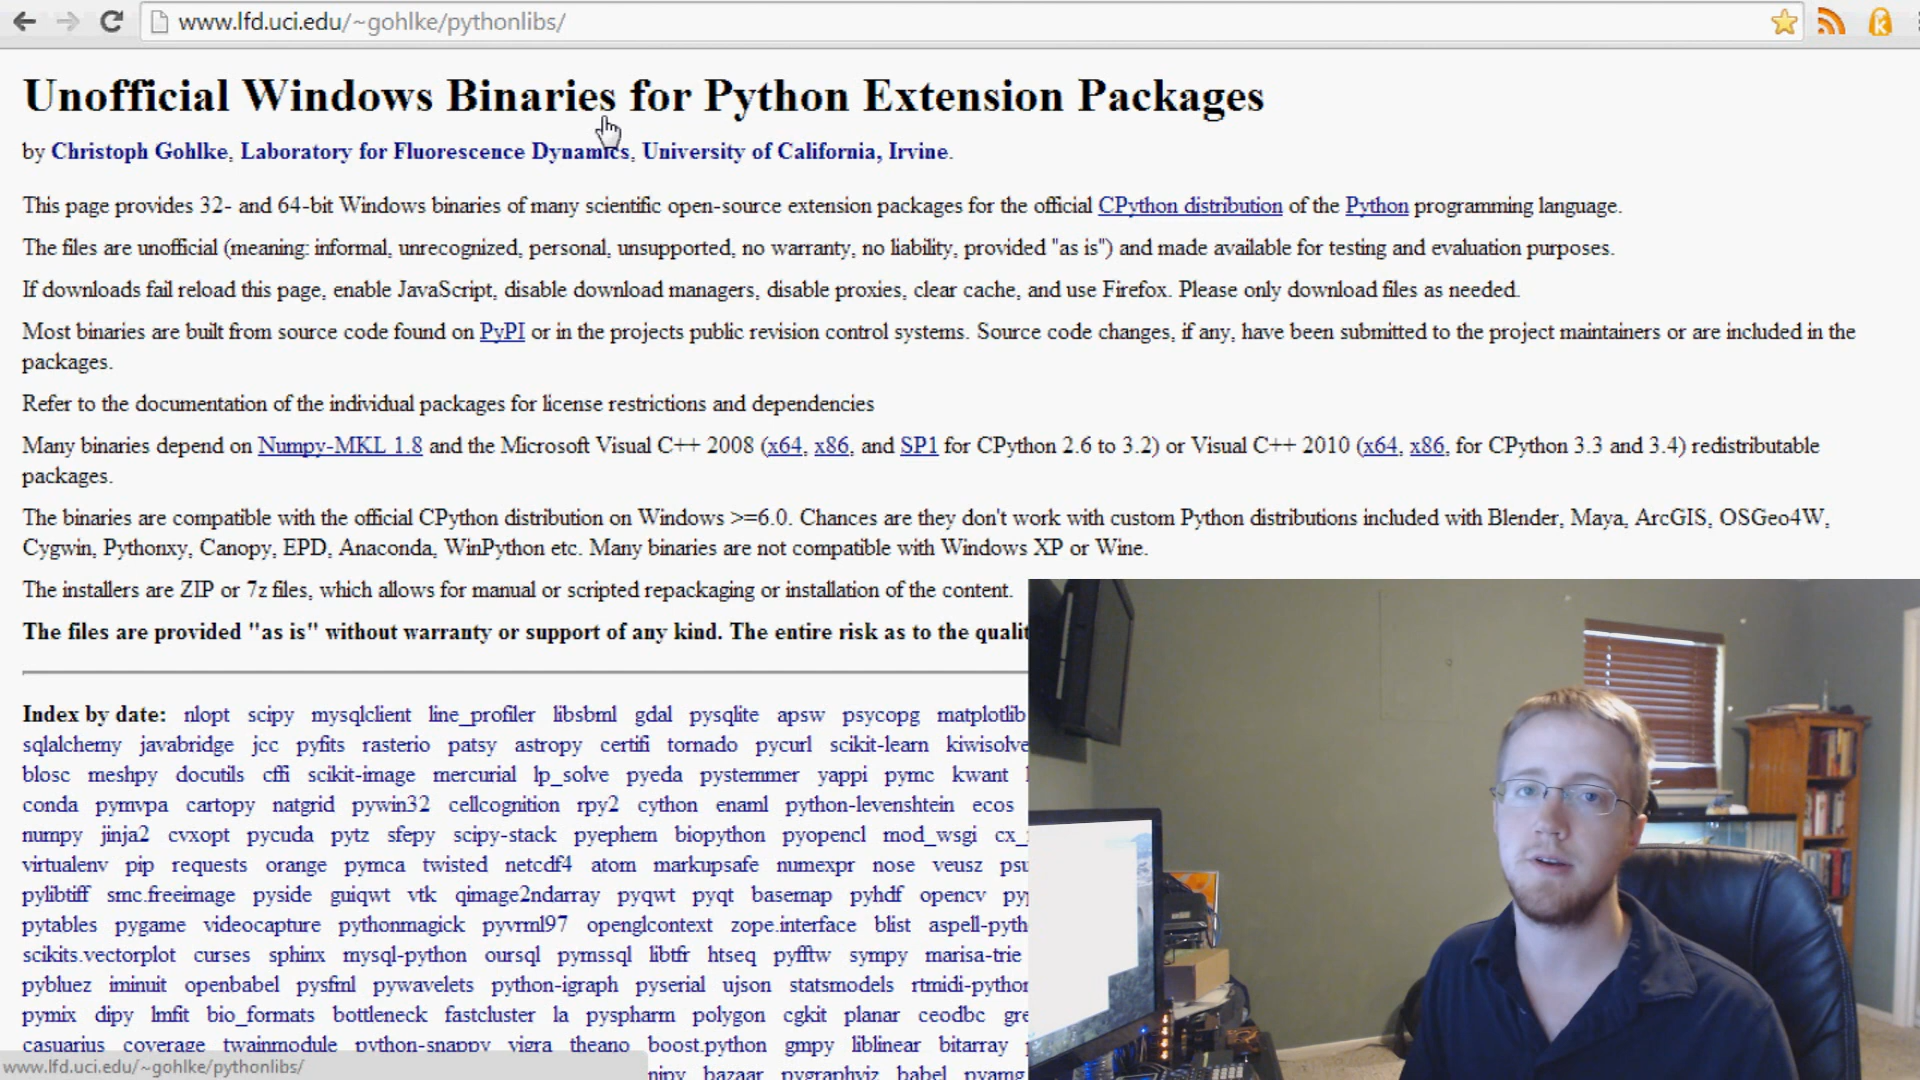 www.lfd.uci.edu/~gohlke/pythonlibs/
Unofficial Windows Binaries for Python Extension Packages
by Christoph Gohlke, Laboratory for Fluorescence Dynamics, University of California, Irvine.
This page provides 32- and 64-bit Windows binaries of many scientific open-source extension packages for the official CPython distribution of the Python programming language.
The files are unofficial (meaning: informal, unrecognized, personal, unsupported, no warranty, no liability, provided "as is") and made available for testing and evaluation purposes.
If downloads fail reload this page, enable JavaScript, disable download managers, disable proxies, clear cache, and use Firefox. Please only download files as needed.
Most binaries are built from source code found on PyPI or in the projects public revision control systems. Source code changes, if any, have been submitted to the project maintainers or are included in the
packages.
Refer to the documentation of the individual packages for license restrictions and dependencies
Many binaries depend on Numpy-MKL 1.8 and the Microsoft Visual C++ 2008 (x64, x86, and SP1 for CPython 2.6 to 3.2) or Visual C++ 2010 (x64, x86, for CPython 3.3 and 3.4) redistributable
packages.
The binaries are compatible with the official CPython distribution on Windows >=6.0. Chances are they don't work with custom Python distributions included with Blender, Maya, ArcGIS, OSGeo4W,
Cygwin, Pythonxy, Canopy, EPD, Anaconda, WinPython etc. Many binaries are not compatible with Windows XP or Wine.
The installers are ZIP or 7z files, which allows for manual or scripted repackaging or installation of the content.
The files are provided "as is" without warranty or support of any kind. The entire risk as to the qualit
Index by date: nlopt scipy mysqlclient line_profiler libsbml gdal pysqlite apsw psycopg matplotlib
sqlalchemy javabridge jcc pyfits rasterio patsy astropy certifi tornado pycurl scikit-learn kiwisolve
blosc meshpy docutils cffi scikit-image mercurial lp_solve pyeda pystemmer yappi pymc kwant
conda pymvpa cartopy natgrid pywin32 cellcognition rpy2 cython enaml python-levenshtein ecos
numpy jinja2 cvxopt pycuda pytz sfepy scipy-stack pyephem biopython pyopencl mod_wsgi cx_
virtualenv pip requests orange pymca twisted netcdf4 atom markupsafe numexpr nose veusz psu
pylibtiff smc.freeimage pyside guiqwt vtk qimage2ndarray pyqwt pyqt basemap pyhdf opencv py
pytables pygame videocapture pythonmagick pyvrml97 openglcontext zope.interface blist aspell-pyth
scikits.vectorplot curses sphinx mysql-python oursql pymssql libtfr htseq pyfftw sympy marisa-trie
pybluez iminuit openbabel pysfml pywavelets python-igraph pyserial ujson statsmodels rtmidi-python
pymix dipy lmfit bio_formats bottleneck fastcluster la pyspharm polygon cgkit planar ceodbc gre
casuarius coverage twainmodule python-snappy vigra theano boost.python gmpy liblinear bitarray
www.lfd.uci.edu/~gohlke/pythonlibs/
nipy bazaar pygraphviz babel pyamg